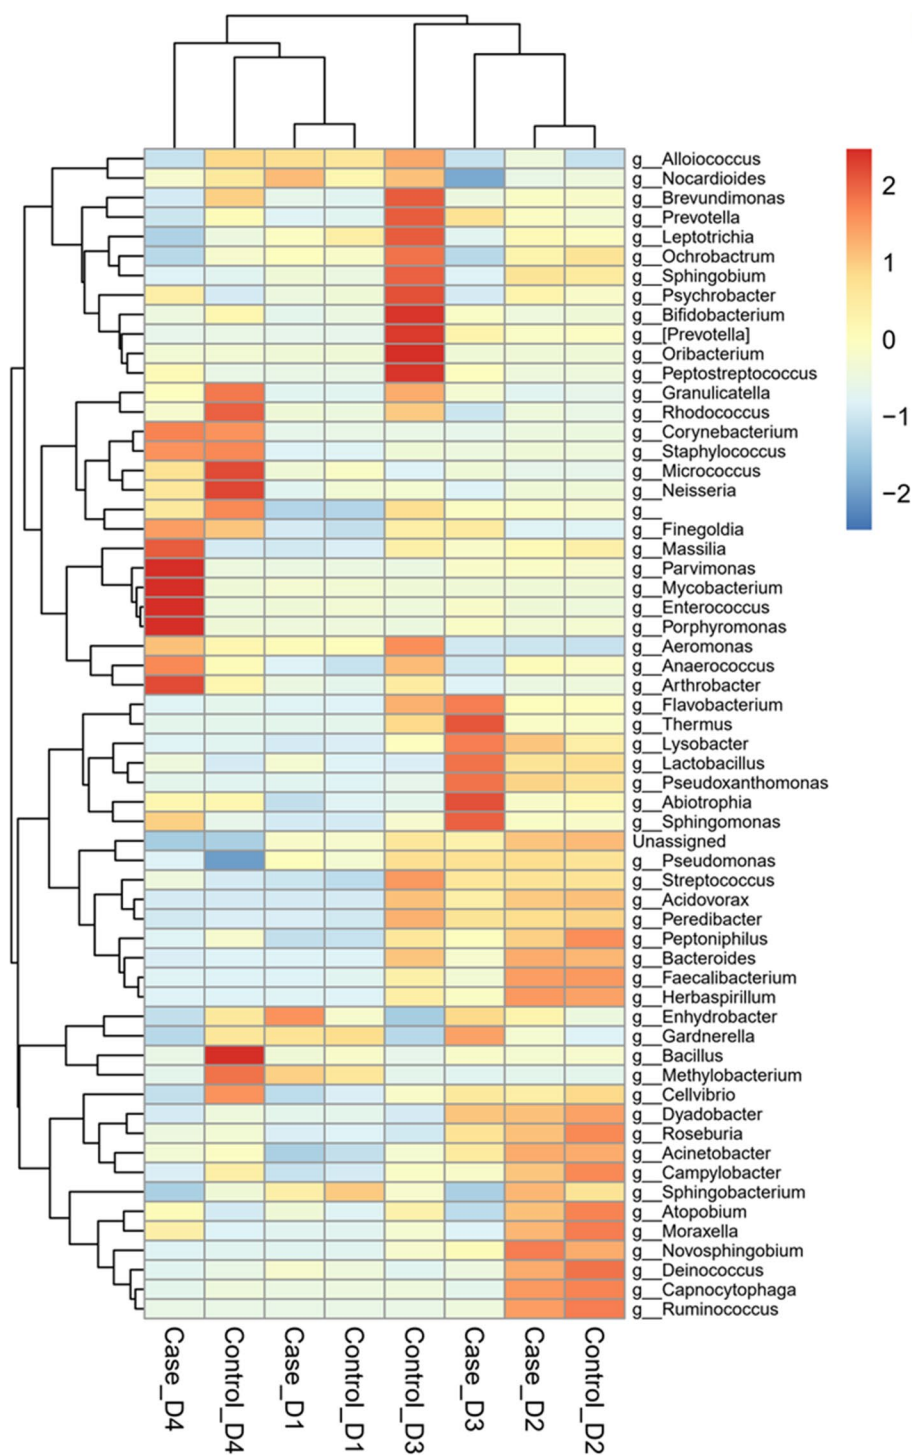 g__Alloiococcus
g__Nocardioides
g__Brevundimonas
g__Prevotella
g__Leptotrichia
g__Ochrobactrum
g__Sphingobium
g__Psychrobacter
g__Bifidobacterium
g__[Prevotella]
g__Oribacterium
g__Peptostreptococcus
g__Granulicatella
g__Rhodococcus
g__Corynebacterium
g__Staphylococcus
g__Micrococcus
g__Neisseria
g__
g__Finegoldia
g__Massilia
g__Parvimonas
g__Mycobacterium
g__Enterococcus
g__Porphyromonas
g__Aeromonas
g__Anaerococcus
g__Arthrobacter
g__Flavobacterium
g__Thermus
g__Lysobacter
g__Lactobacillus
g__Pseudoxanthomonas
g__Abiotrophia
g__Sphingomonas
Unassigned
g__Pseudomonas
g__Streptococcus
g__Acidovorax
g__Peredibacter
g__Peptoniphilus
g__Bacteroides
g__Faecalibacterium
g__Herbaspirillum
g__Enhydrobacter
g__Gardnerella
g__Bacillus
g__Methylobacterium
g__Cellvibrio
g__Dyadobacter
g__Roseburia
g__Acinetobacter
g__Campylobacter
g__Sphingobacterium
g__Atopobium
g__Moraxella
g__Novosphingobium
g__Deinococcus
g__Capnocytophaga
g__Ruminococcus
2
1
0
−1
−2
Case_D4
Control_D4
Case_D1
Control_D1
Control_D3
Case_D3
Case_D2
Control_D2